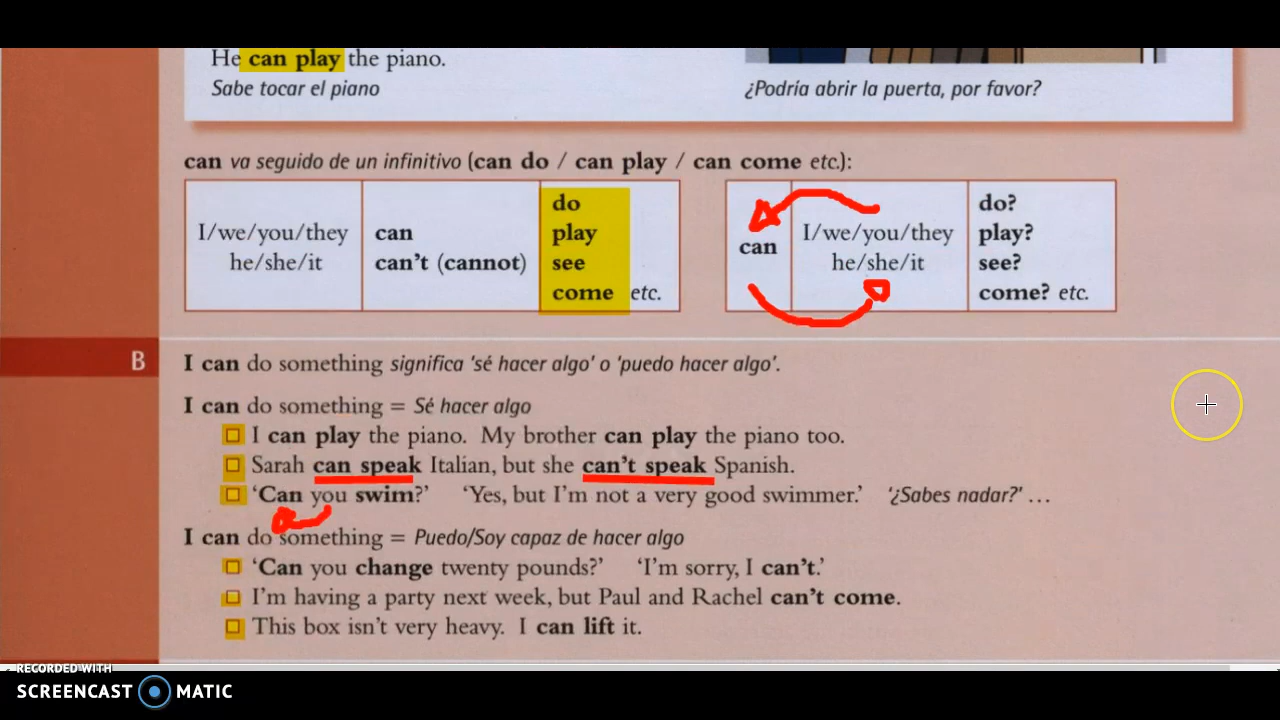 He can play the piano.
Sabe tocar el piano
¿Podría abrir la puerta, por favor?
can va seguido de un infinitivo (can do / can play / can come etc.):
I/we/you/they
he/she/it
can
can't (cannot)
do
play
see
come etc.
can
I/we/you/they
he/she/it
do?
play?
see?
come? etc.
B
I can do something significa 'sé hacer algo' o 'puedo hacer algo'.
I can do something = Sé hacer algo
I can play the piano. My brother can play the piano too.
Sarah can speak Italian, but she can't speak Spanish.
'Can you swim?' 'Yes, but I'm not a very good swimmer.' '¿Sabes nadar?' …
I can do something = Puedo/Soy capaz de hacer algo
'Can you change twenty pounds?' 'I'm sorry, I can't.'
I'm having a party next week, but Paul and Rachel can't come.
This box isn't very heavy. I can lift it.
RECORDED WITH
SCREENCAST MATIC